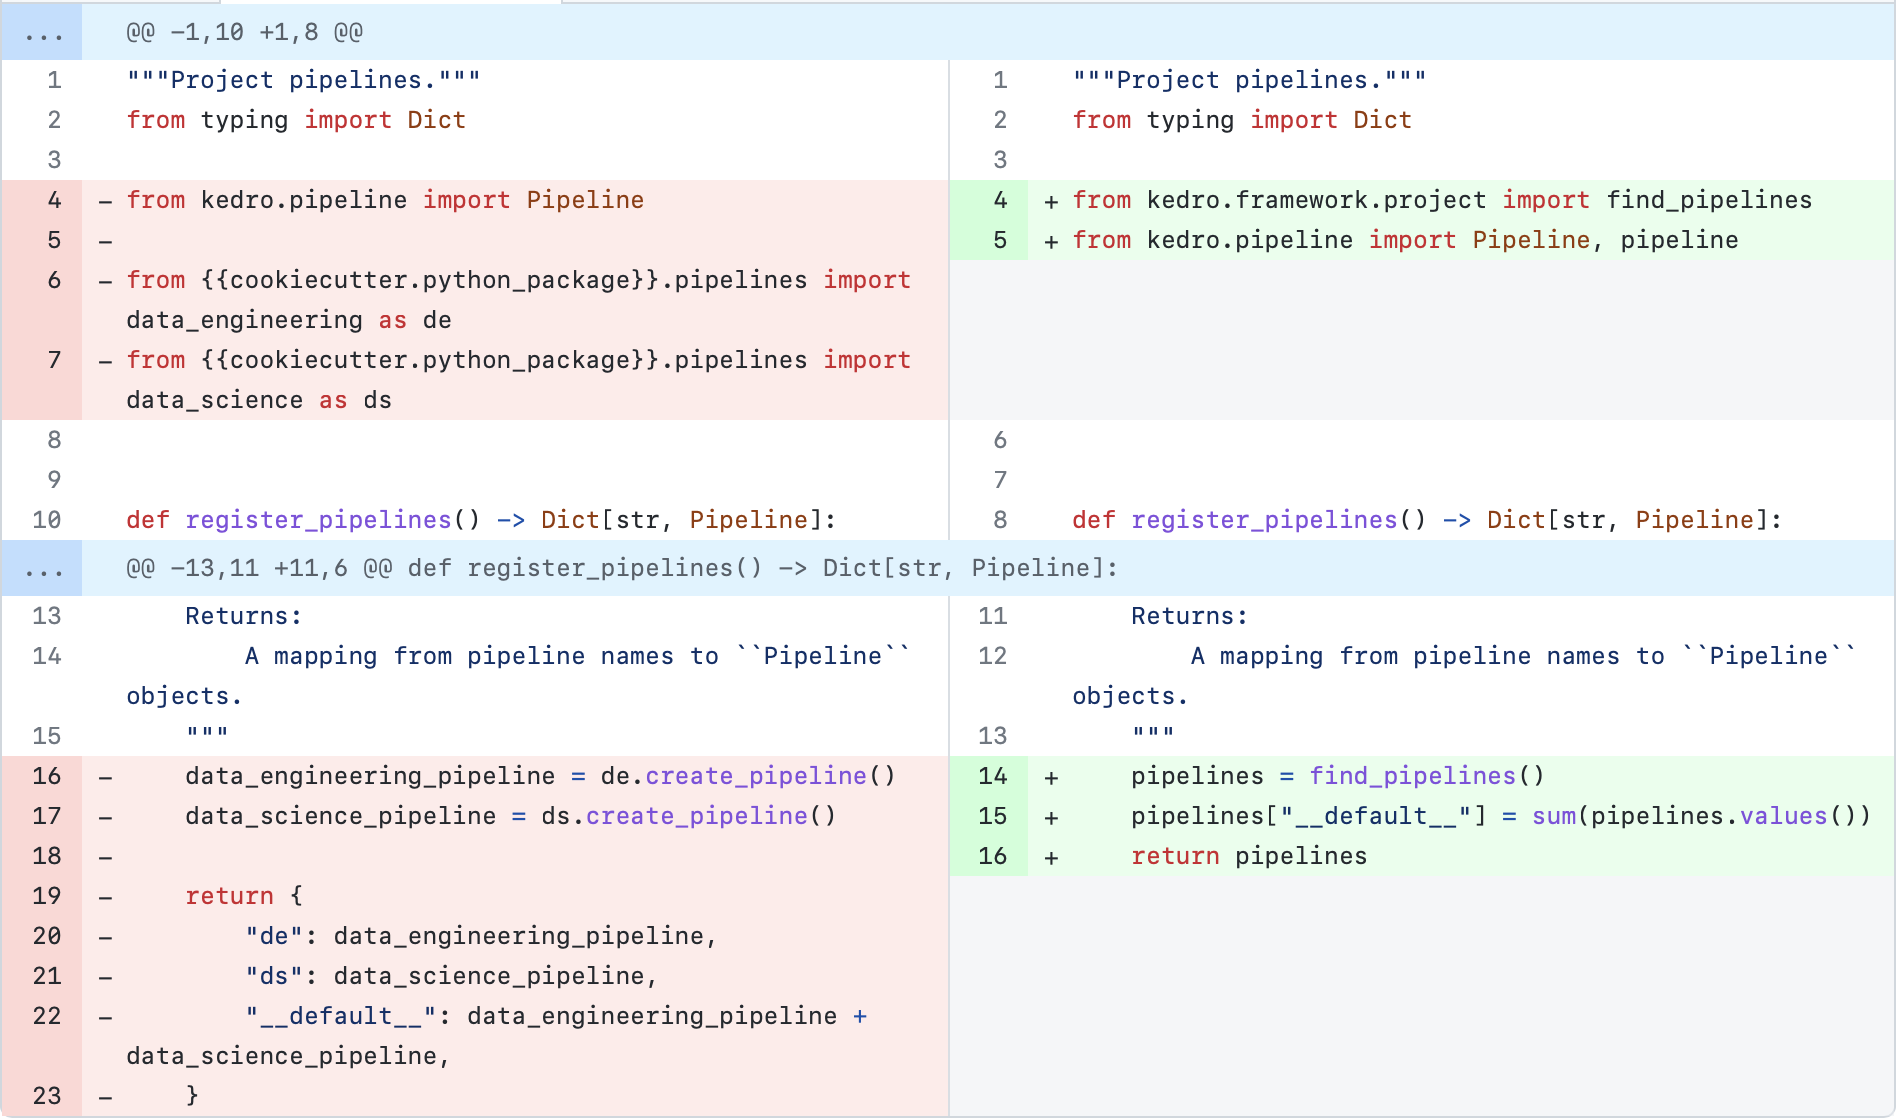 ... @@ -1,10 +1,8 @@
1 """Project pipelines."""
2 from typing import Dict
3
4 - from kedro.pipeline import Pipeline
5 -
6 - from {{cookiecutter.python_package}}.pipelines import
data_engineering as de
7 - from {{cookiecutter.python_package}}.pipelines import
data_science as ds
8
9
10 def register_pipelines() -> Dict[str, Pipeline]:
1 """Project pipelines."""
2 from typing import Dict
3
4 + from kedro.framework.project import find_pipelines
5 + from kedro.pipeline import Pipeline, pipeline
6
7
8 def register_pipelines() -> Dict[str, Pipeline]:
... @@ -13,11 +11,6 @@ def register_pipelines() -> Dict[str, Pipeline]:
13 Returns:
14 A mapping from pipeline names to ``Pipeline``
objects.
15 """
16 - data_engineering_pipeline = de.create_pipeline()
17 - data_science_pipeline = ds.create_pipeline()
18 -
19 - return {
20 - "de": data_engineering_pipeline,
21 - "ds": data_science_pipeline,
22 - "__default__": data_engineering_pipeline +
data_science_pipeline,
23 - }
11 Returns:
12 A mapping from pipeline names to ``Pipeline``
objects.
13 """
14 + pipelines = find_pipelines()
15 + pipelines["__default__"] = sum(pipelines.values())
16 + return pipelines